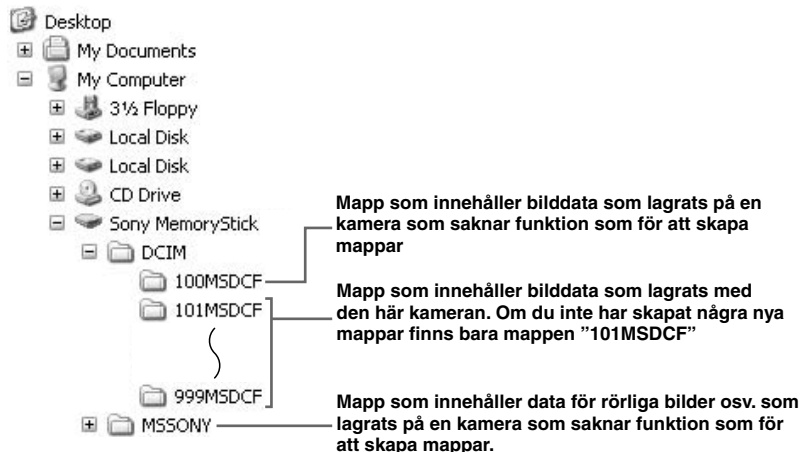 Desktop
My Documents
My Computer
3½ Floppy
Local Disk
Local Disk
CD Drive
Sony MemoryStick
DCIM
100MSDCF
101MSDCF
999MSDCF
MSSONY
Mapp som innehåller bilddata som lagrats på en
kamera som saknar funktion som för att skapa
mappar
Mapp som innehåller bilddata som lagrats med
den här kameran. Om du inte har skapat några nya
mappar finns bara mappen ”101MSDCF”
Mapp som innehåller data för rörliga bilder osv. som
lagrats på en kamera som saknar funktion som för
att skapa mappar.